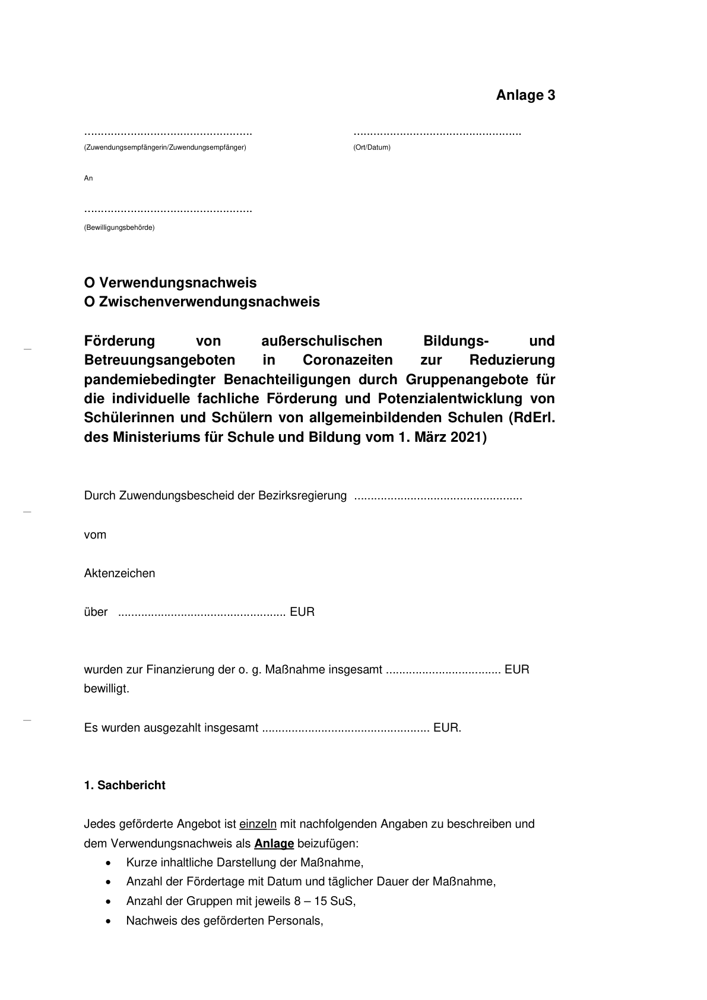 Anlage 3
................................................... ...................................................
(Zuwendungsempfängerin/Zuwendungsempfänger) (Ort/Datum)
An
...................................................
(Bewilligungsbehörde)
O Verwendungsnachweis
O Zwischenverwendungsnachweis
Förderung von außerschulischen Bildungs- und
Betreuungsangeboten in Coronazeiten zur Reduzierung
pandemiebedingter Benachteiligungen durch Gruppenangebote für
die individuelle fachliche Förderung und Potenzialentwicklung von
Schülerinnen und Schülern von allgemeinbildenden Schulen (RdErl.
des Ministeriums für Schule und Bildung vom 1. März 2021)
Durch Zuwendungsbescheid der Bezirksregierung ...................................................
vom
Aktenzeichen
über ................................................... EUR
wurden zur Finanzierung der o. g. Maßnahme insgesamt ................................... EUR
bewilligt.
Es wurden ausgezahlt insgesamt ................................................... EUR.
1. Sachbericht
Jedes geförderte Angebot ist einzeln mit nachfolgenden Angaben zu beschreiben und
dem Verwendungsnachweis als Anlage beizufügen:
• Kurze inhaltliche Darstellung der Maßnahme,
• Anzahl der Fördertage mit Datum und täglicher Dauer der Maßnahme,
• Anzahl der Gruppen mit jeweils 8 – 15 SuS,
• Nachweis des geförderten Personals,